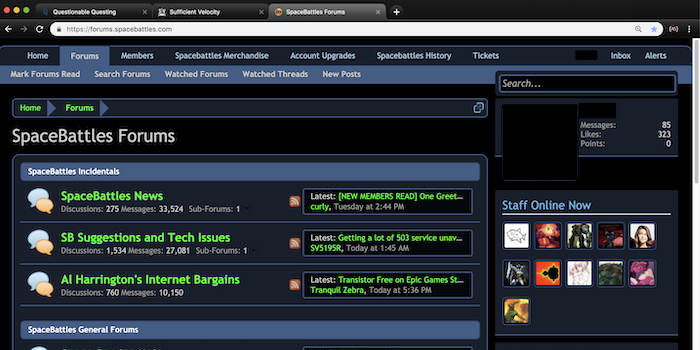 Questionable Questing
Sufficient Velocity
SpaceBattles Forums
https://forums.spacebattles.com
Home Forums Members Spacebattles Merchandise Account Upgrades Spacebattles History Tickets Inbox Alerts
Mark Forums Read Search Forums Watched Forums Watched Threads New Posts
Search...
Home Forums
Messages: 85
Likes: 323
Points: 0
SpaceBattles Forums
SpaceBattles Incidentals
SpaceBattles News
Discussions: 275 Messages: 33,524 Sub-Forums: 1
Latest: [NEW MEMBERS READ] One Greet...
curly, Tuesday at 2:44 PM
Staff Online Now
SB Suggestions and Tech Issues
Discussions: 1,534 Messages: 27,081 Sub-Forums: 1
Latest: Getting a lot of 503 service unav...
SV5195R, Today at 1:45 AM
Al Harrington's Internet Bargains
Discussions: 760 Messages: 10,150
Latest: Transistor Free on Epic Games St...
Tranquil Zebra, Today at 5:36 PM
SpaceBattles General Forums